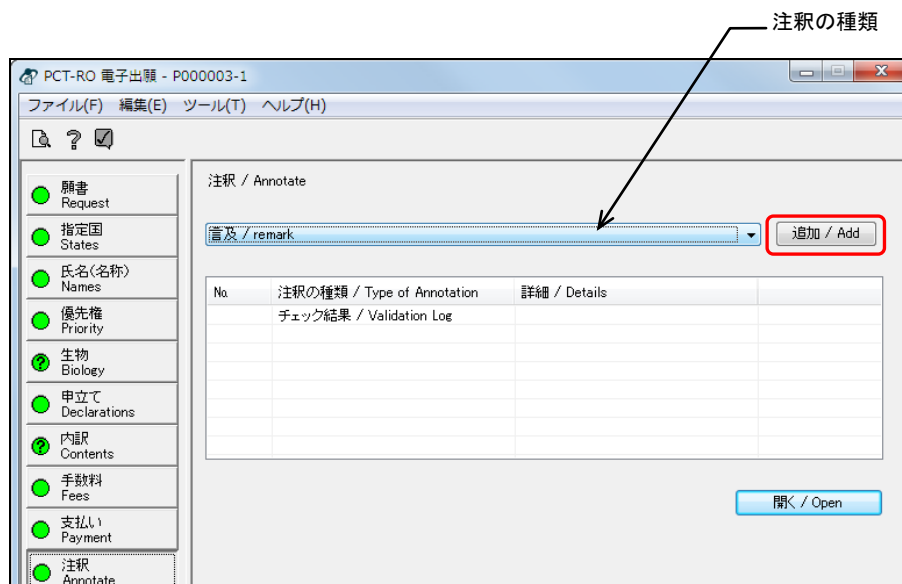 注釈の種類
PCT-RO 電子出願 - P000003-1
ファイル(F) 編集(E) ツール(T) ヘルプ(H)
願書
Request
指定国
States
氏名(名称)
Names
優先権
Priority
生物
Biology
申立て
Declarations
内訳
Contents
手数料
Fees
支払い
Payment
注釈
Annotate
注釈 / Annotate
言及 / remark
追加 / Add
No. 注釈の種類 / Type of Annotation 詳細 / Details
チェック結果 / Validation Log
開く / Open